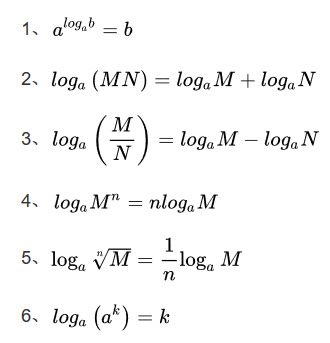 1、 a^{log_a b} = b
2、 log_a (MN) = log_a M + log_a N
3、 log_a (M/N) = log_a M − log_a N
4、 log_a M^n = nlog_a M
5、 log_a ⁿ√M = 1/n log_a M
6、 log_a (a^k) = k